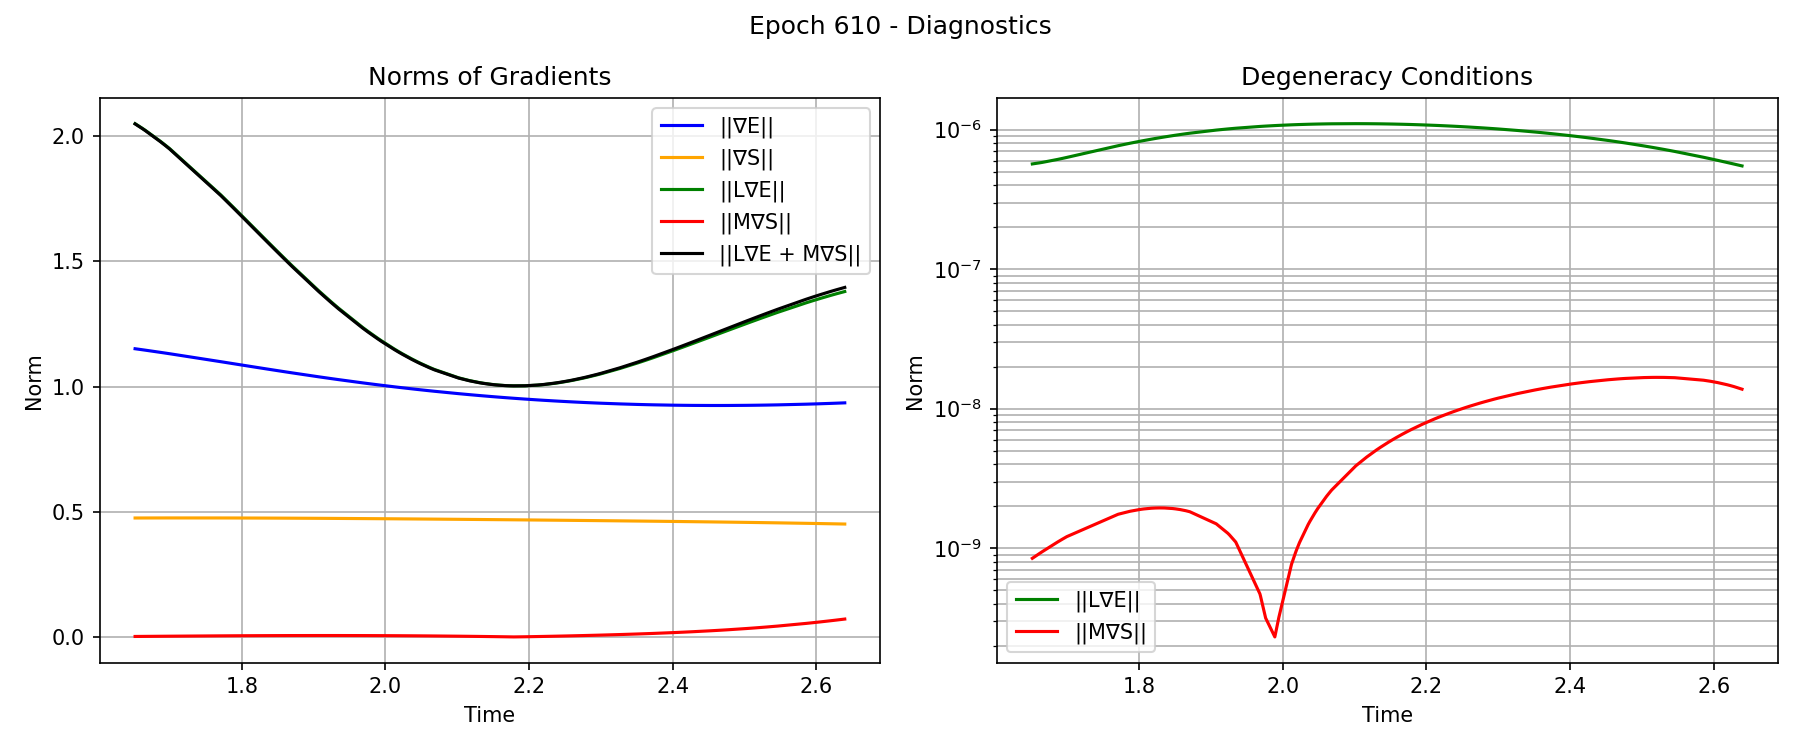 Epoch 610 - Diagnostics
Norms of Gradients
Norm
2.0
1.5
1.0
0.5
0.0
||∇E||
||∇S||
||L∇E||
||M∇S||
||L∇E + M∇S||
1.8 2.0 2.2 2.4 2.6
Time
Degeneracy Conditions
Norm
10⁻⁶
10⁻⁷
10⁻⁸
10⁻⁹
||L∇E||
||M∇S||
1.8 2.0 2.2 2.4 2.6
Time